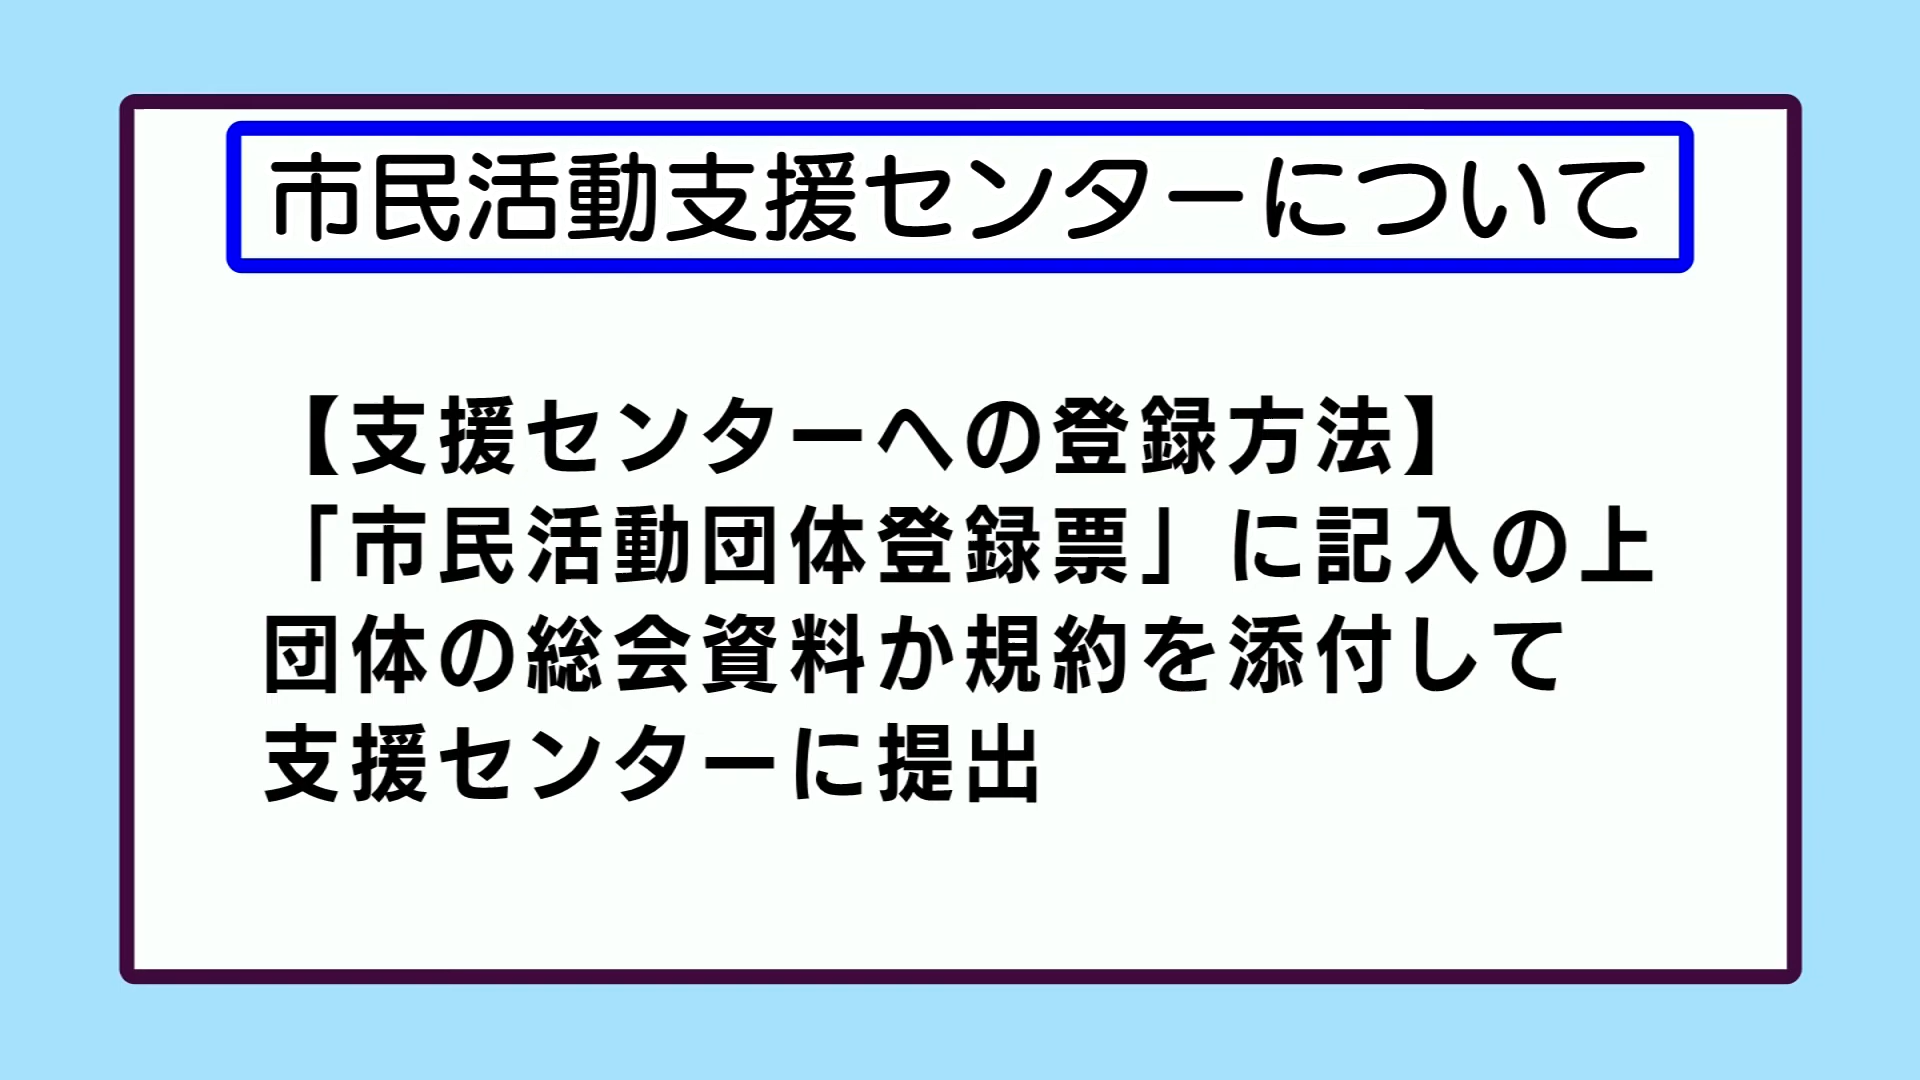 市民活動支援センターについて
【支援センターへの登録方法】
「市民活動団体登録票」に記入の上
団体の総会資料か規約を添付して
支援センターに提出